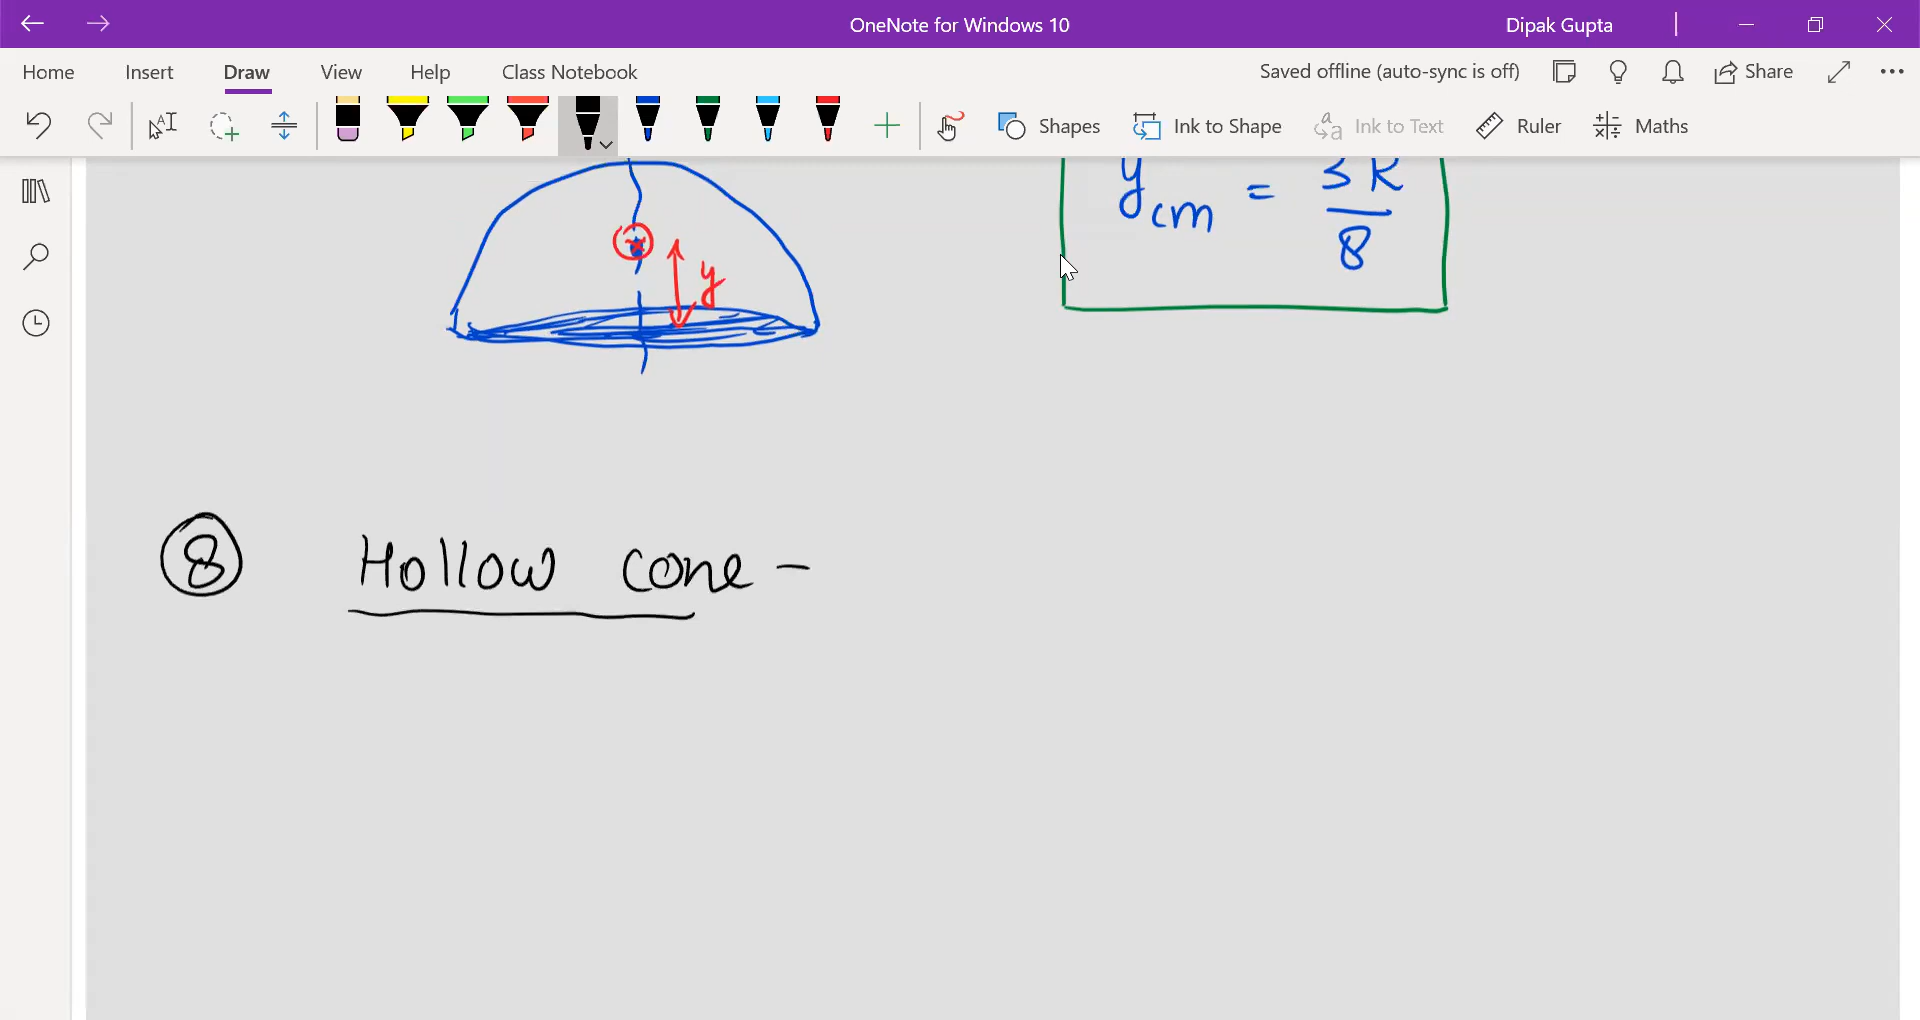 OneNote for Windows 10
Dipak Gupta
Home Insert Draw View Help Class Notebook
Saved offline (auto-sync is off)
Share
Shapes
Ink to Shape
Ink to Text
Ruler
Maths
y
ycm = 3R/8
8 Hollow cone -